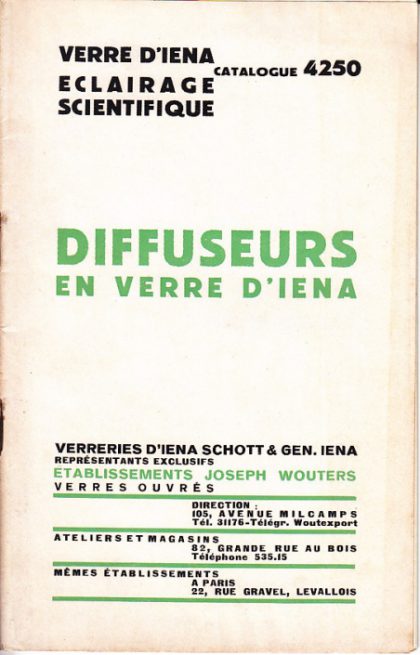 VERRE D'IENA
CATALOGUE 4250
ECLAIRAGE
SCIENTIFIQUE
DIFFUSEURS
EN VERRE D'IENA
VERRERIES D'IENA SCHOTT & GEN. IENA
REPRÉSENTANTS EXCLUSIFS
ETABLISSEMENTS JOSEPH WOUTERS
VERRES OUVRÉS
DIRECTION :
105, AVENUE MILCAMPS
Tél. 31176-Télégr. Woutexport
ATELIERS ET MAGASINS
82, GRANDE RUE AU BOIS
Téléphone 535.15
MÊMES ÉTABLISSEMENTS
A PARIS
22, RUE GRAVEL, LEVALLOIS